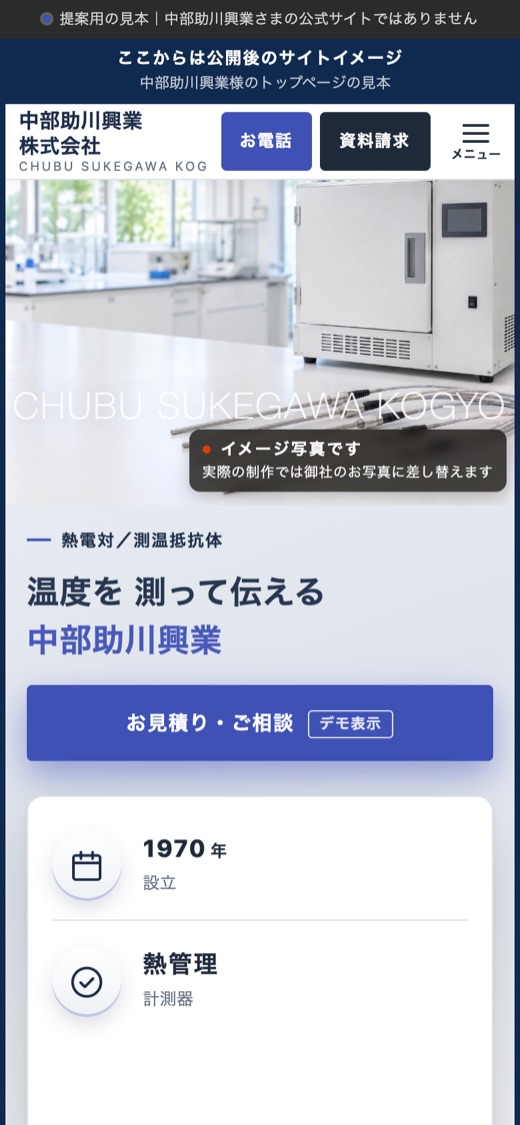 提案用の見本｜中部助川興業さまの公式サイトではありません
ここからは公開後のサイトイメージ
中部助川興業様のトップページの見本
中部助川興業
株式会社
CHUBU SUKEGAWA KOG
お電話
資料請求
メニュー
CHUBU SUKEGAWA KOGYO
イメージ写真です
実際の制作では御社のお写真に差し替えます
熱電対／測温抵抗体
温度を 測って伝える
中部助川興業
お見積り・ご相談 デモ表示
1970 年
設立
熱管理
計測器